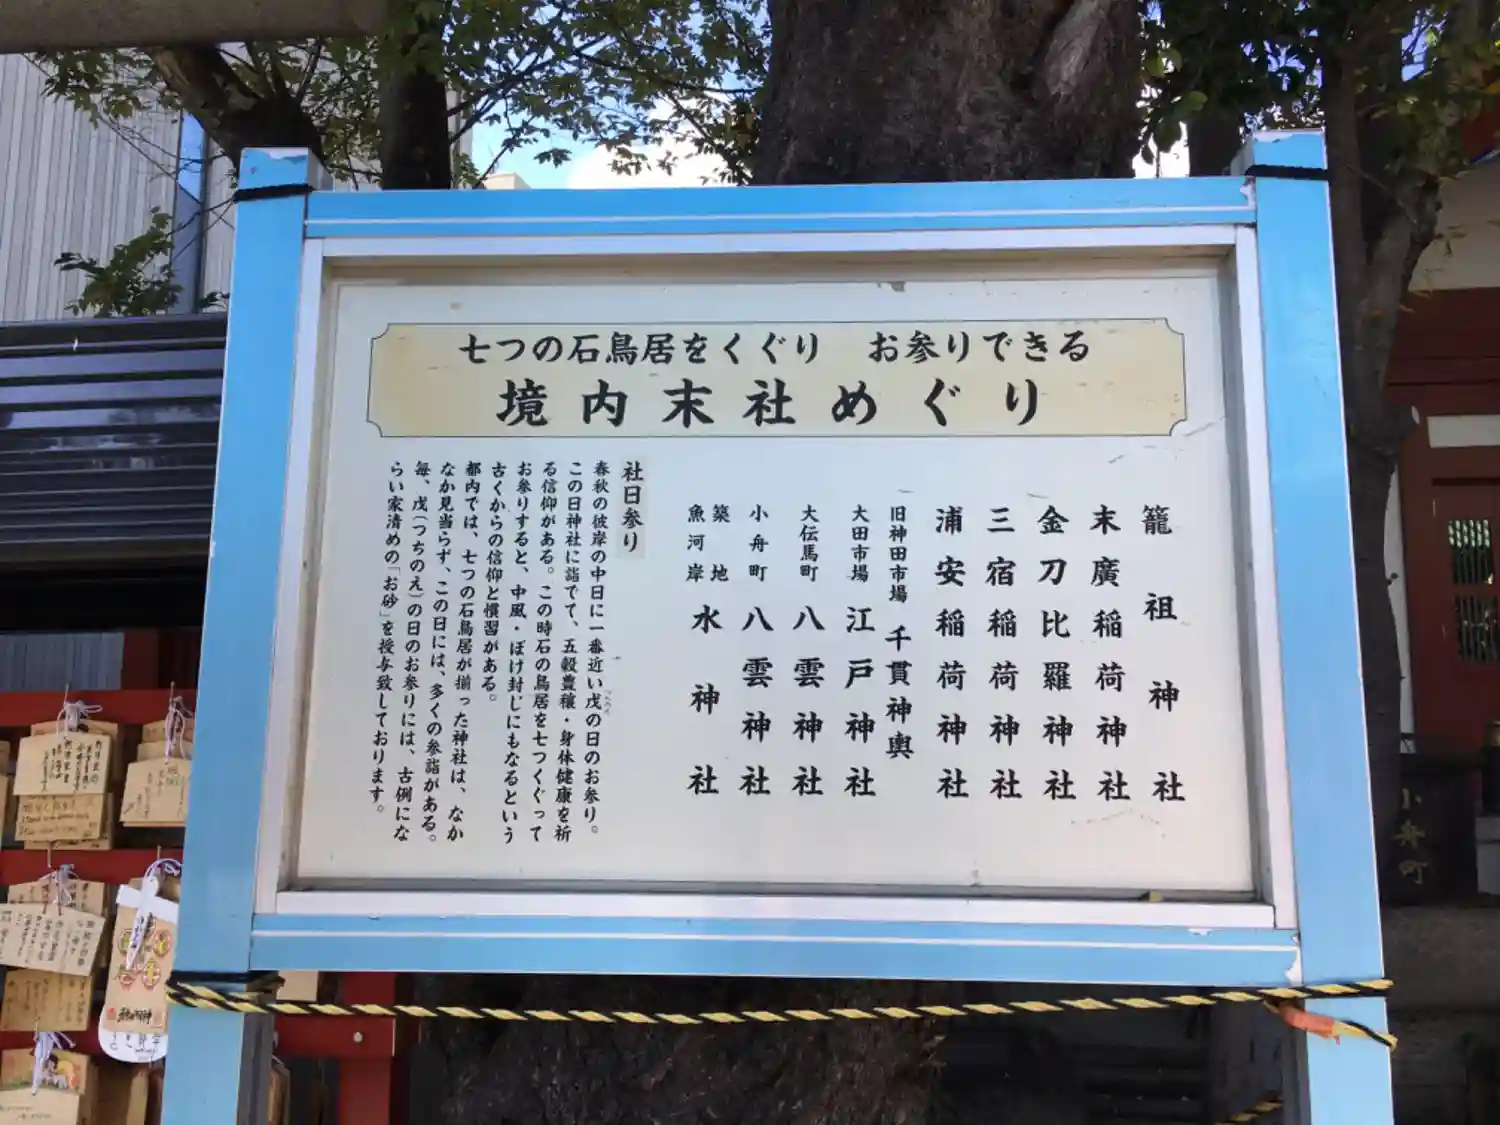 七つの石鳥居をくぐり お参りできる
境内末社めぐり
籠祖神社
末廣稲荷神社
金刀比羅神社
三宿稲荷神社
浦安稲荷神社
旧神田市場 千貫神輿
大田市場 江戸神社
大伝馬町 八雲神社
小舟町 八雲神社
築地
魚河岸 水神社
社日参り
春秋の彼岸の中日に一番近い戊の日のお参り。
この日神社に詣でて、五穀豊穣・身体健康を祈
る信仰がある。この時石の鳥居を七つくぐって
お参りすると、中風・ぼけ封じにもなるという
古くからの信仰と慣習がある。
都内では、七つの石鳥居が揃った神社は、なか
なか見当らず、この日には、多くの参詣がある。
毎、戊(つちのえ)の日のお参りには、古例にな
らい家清めの「お砂」を授与致しております。
小舟町